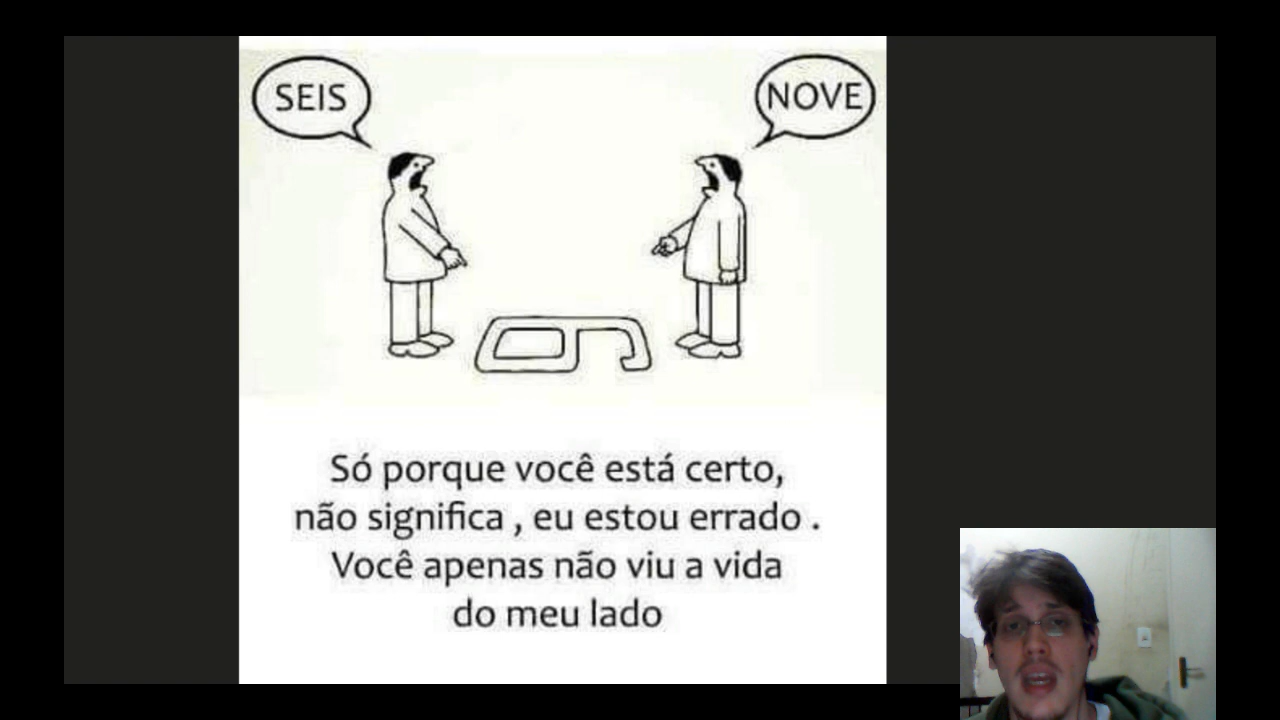 SEIS
NOVE
Só porque você está certo,
não significa , eu estou errado .
Você apenas não viu a vida
do meu lado